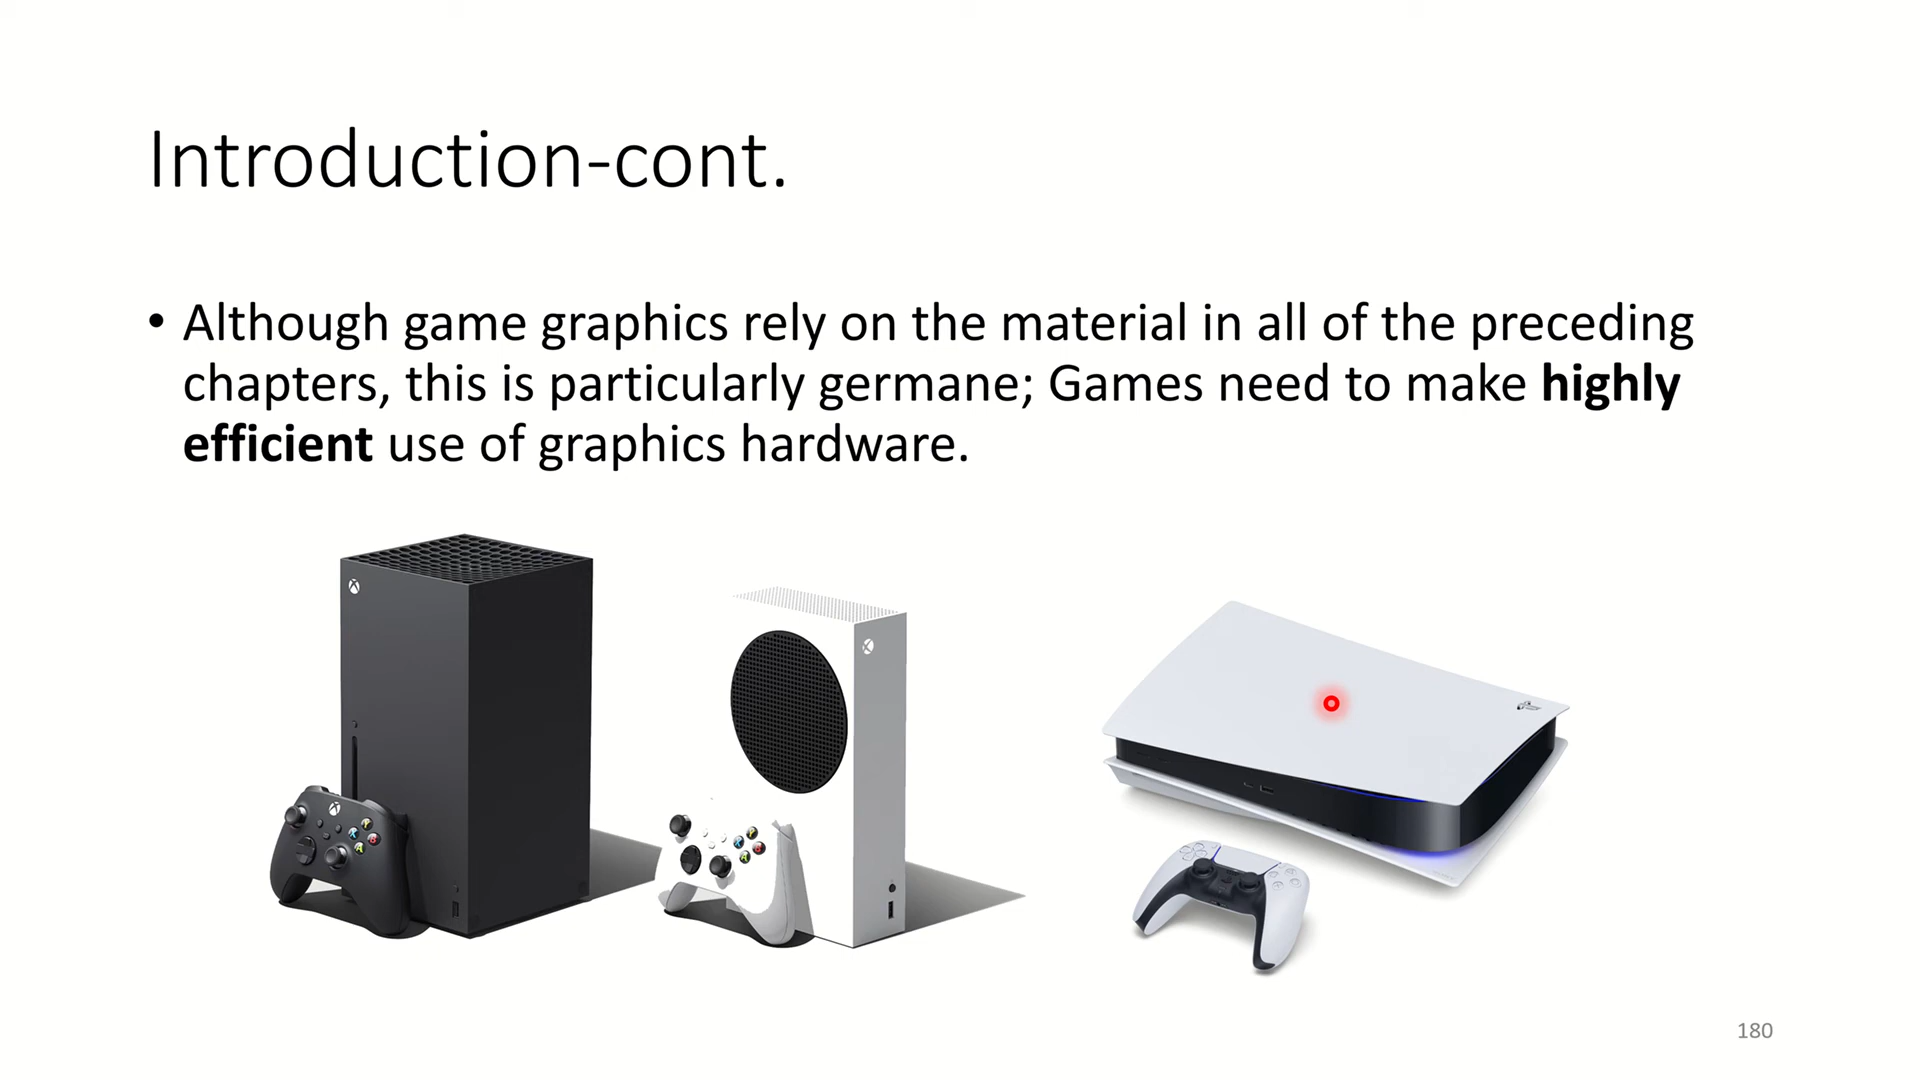 Introduction-cont.
• Although game graphics rely on the material in all of the preceding
chapters, this is particularly germane; Games need to make highly
efficient use of graphics hardware.
180